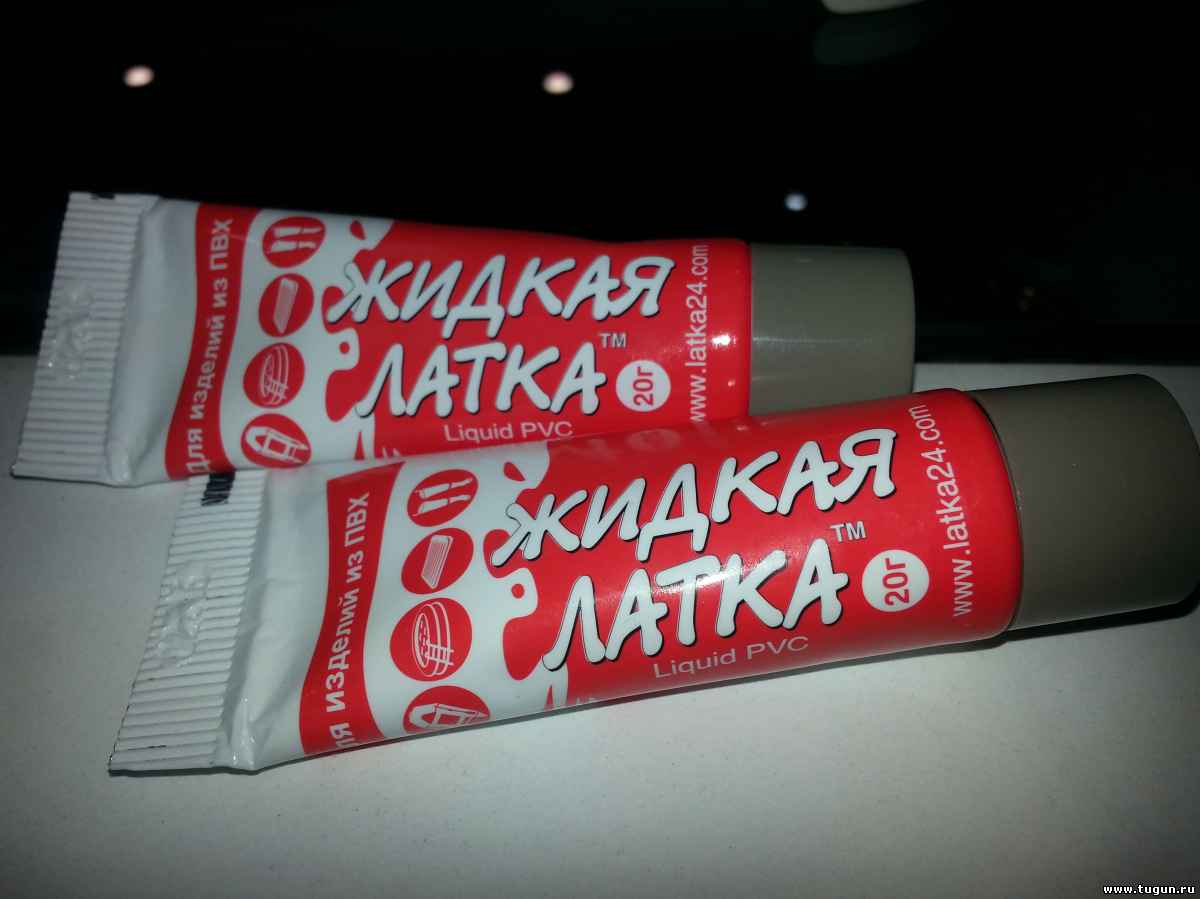 для изделий из ПВХ
ЖИДКАЯ
ЛАТКА™
Liquid PVC
20г
www.latka24.com
для изделий из ПВХ
ЖИДКАЯ
ЛАТКА™
Liquid PVC
20г
www.latka24.com
www.tugun.ru